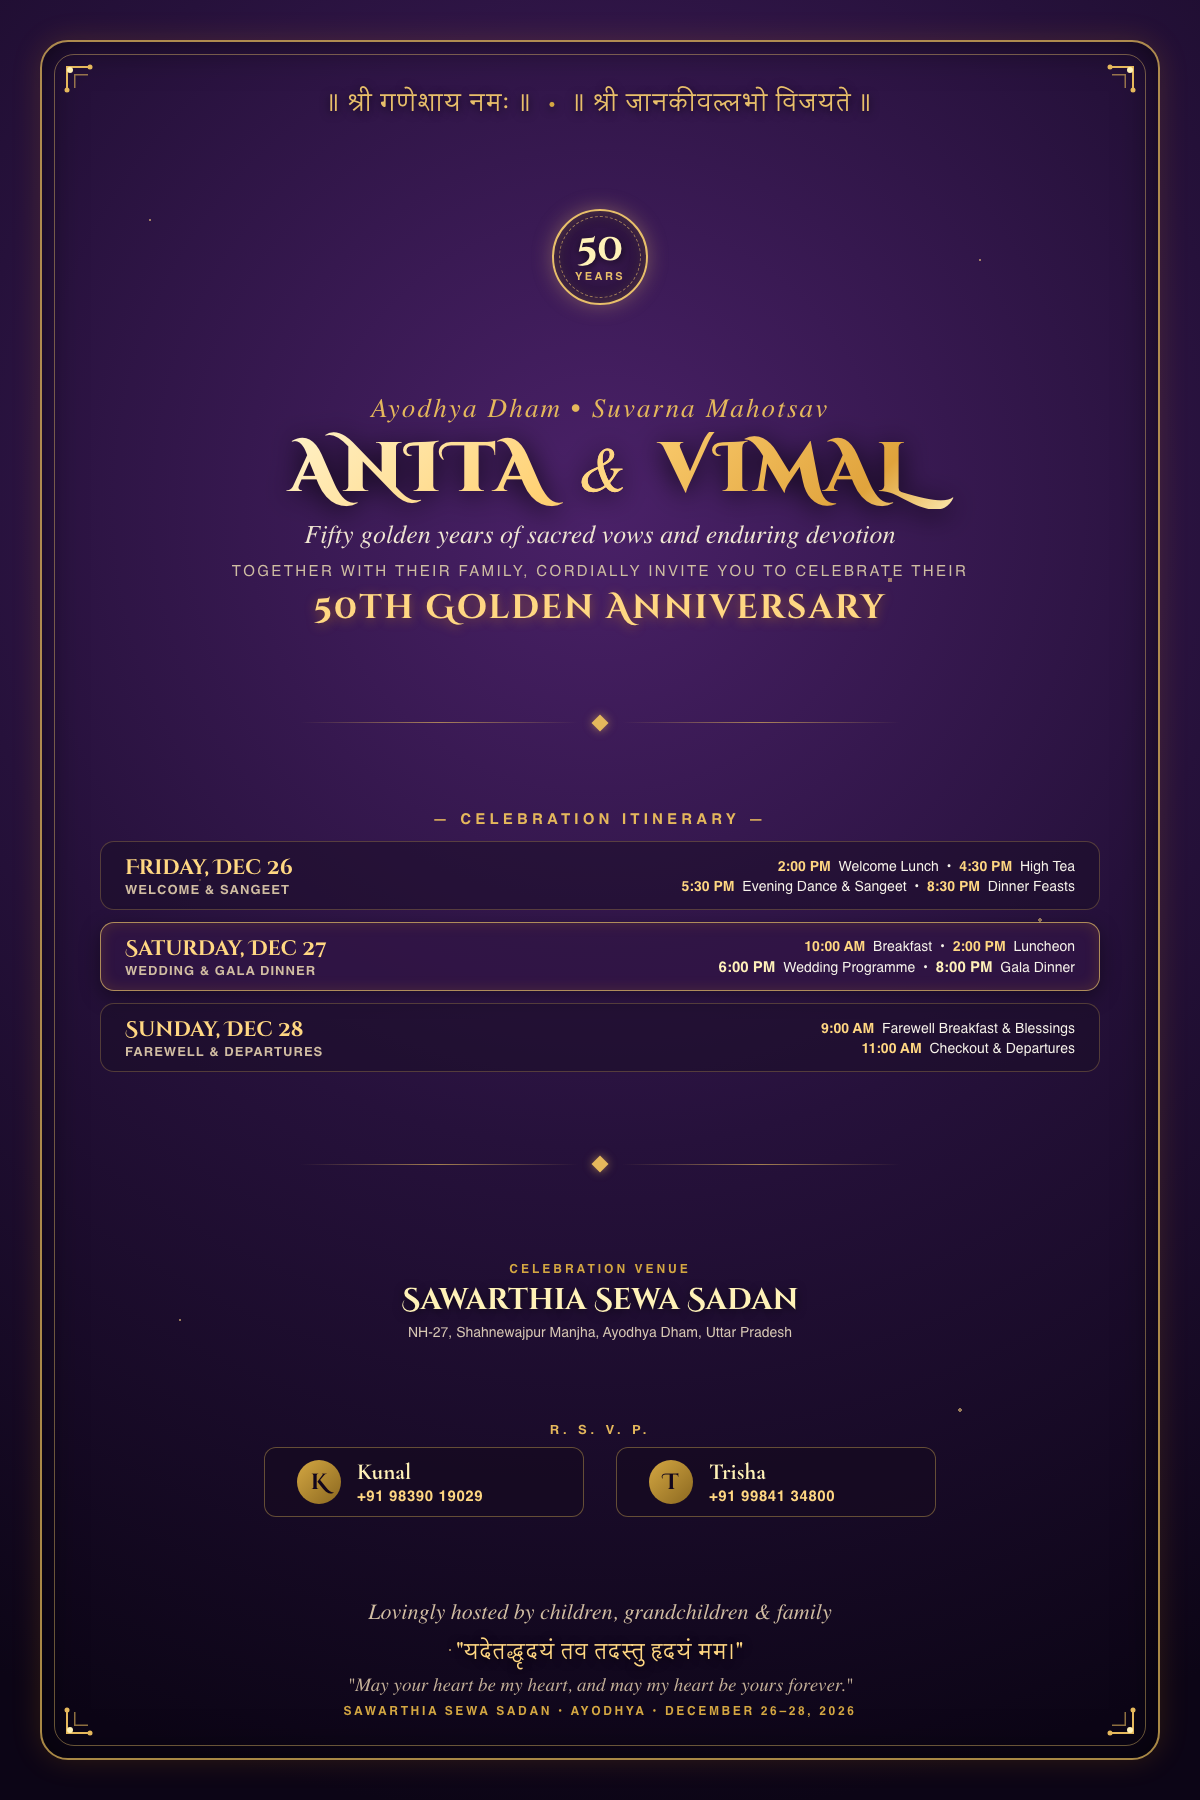 ॥ श्री गणेशाय नमः ॥ • ॥ श्री जानकीवल्लभो विजयते ॥
50
YEARS
Ayodhya Dham • Suvarna Mahotsav
ANITA & VIMAL
Fifty golden years of sacred vows and enduring devotion
TOGETHER WITH THEIR FAMILY, CORDIALLY INVITE YOU TO CELEBRATE THEIR
50TH GOLDEN ANNIVERSARY
— CELEBRATION ITINERARY —
FRIDAY, DEC 26
WELCOME & SANGEET
2:00 PM Welcome Lunch • 4:30 PM High Tea
5:30 PM Evening Dance & Sangeet • 8:30 PM Dinner Feasts
SATURDAY, DEC 27
WEDDING & GALA DINNER
10:00 AM Breakfast • 2:00 PM Luncheon
6:00 PM Wedding Programme • 8:00 PM Gala Dinner
SUNDAY, DEC 28
FAREWELL & DEPARTURES
9:00 AM Farewell Breakfast & Blessings
11:00 AM Checkout & Departures
CELEBRATION VENUE
SAWARTHIA SEWA SADAN
NH-27, Shahnewajpur Manjha, Ayodhya Dham, Uttar Pradesh
R. S. V. P.
K
Kunal
+91 98390 19029
T
Trisha
+91 99841 34800
Lovingly hosted by children, grandchildren & family
"यदेतद्धृदयं तव तदस्तु हृदयं मम।"
"May your heart be my heart, and may my heart be yours forever."
SAWARTHIA SEWA SADAN • AYODHYA • DECEMBER 26–28, 2026